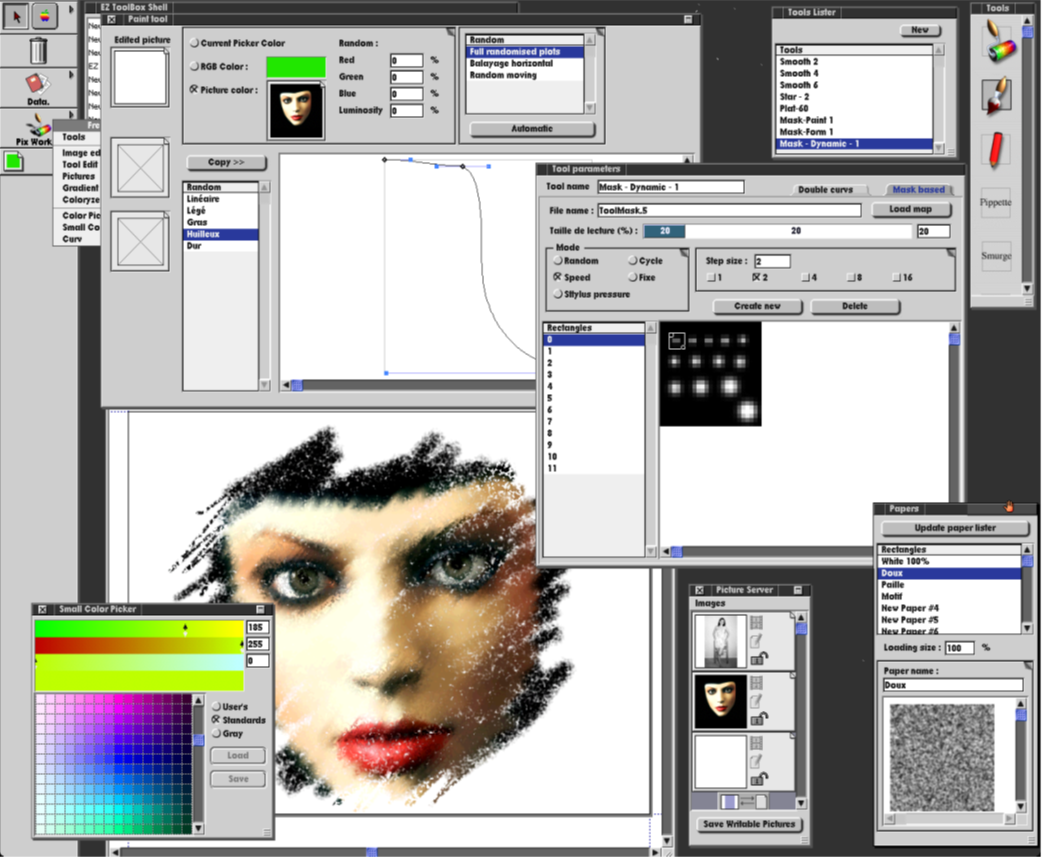 EZ ToolBox Shell
Paint tool
Edited picture
Current Picker Color
RGB Color :
Picture color :
Random :
Red 0 %
Green 0 %
Blue 0 %
Luminosity 0 %
Random
Full randomised plots
Balayage horizontal
Random moving
Automatic
Copy >>
Random
Linéaire
Légé
Gras
Huilleux
Dur
Data.
Pix Work
Tools
Image ed
Tool Edit
Pictures
Gradient
Coloryze
Color Pic
Small Co
Curv
Tools Lister
New
Tools
Smooth 2
Smooth 4
Smooth 6
Star - 2
Plat-60
Mask-Paint 1
Mask-Form 1
Mask - Dynamic - 1
Tools
Pippette
Smurge
Tool parameters
Tool name Mask - Dynamic - 1
Double curvs
Mask based
File name : ToolMask.5
Load map
Taille de lecture (%) : 20 20 20
Mode
Random
Cycle
Speed
Fixe
Sttylus pressure
Step size : 2
1 2 4 8 16
Create new
Delete
Rectangles
0
1
2
3
4
5
6
7
8
9
10
11
Small Color Picker
185
255
0
User's
Standards
Gray
Load
Save
Picture Server
Images
Save Writable Pictures
Papers
Update paper lister
Rectangles
White 100%
Doux
Paille
Motif
New Paper #4
New Paper #5
New Paper #6
Loading size : 100 %
Paper name :
Doux